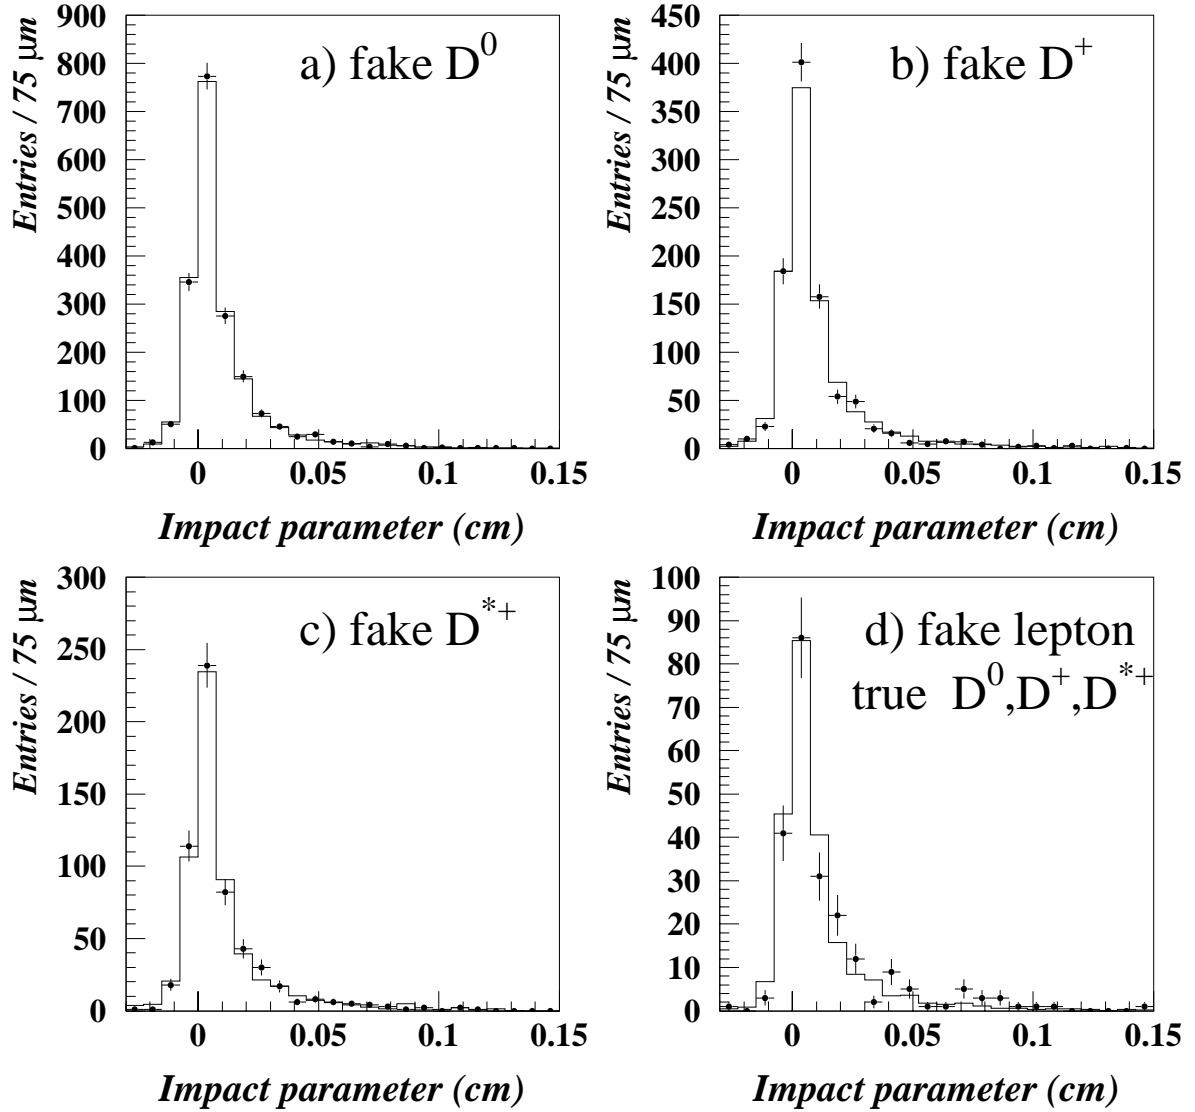 Entries / 75 μm
900
800
700
600
500
400
300
200
100
0
a) fake D⁰
0 0.05 0.1 0.15
Impact parameter (cm)
Entries / 75 μm
450
400
350
300
250
200
150
100
50
0
b) fake D⁺
0 0.05 0.1 0.15
Impact parameter (cm)
Entries / 75 μm
300
250
200
150
100
50
0
c) fake D*⁺
0 0.05 0.1 0.15
Impact parameter (cm)
Entries / 75 μm
100
90
80
70
60
50
40
30
20
10
0
d) fake lepton
true D⁰,D⁺,D*⁺
0 0.05 0.1 0.15
Impact parameter (cm)